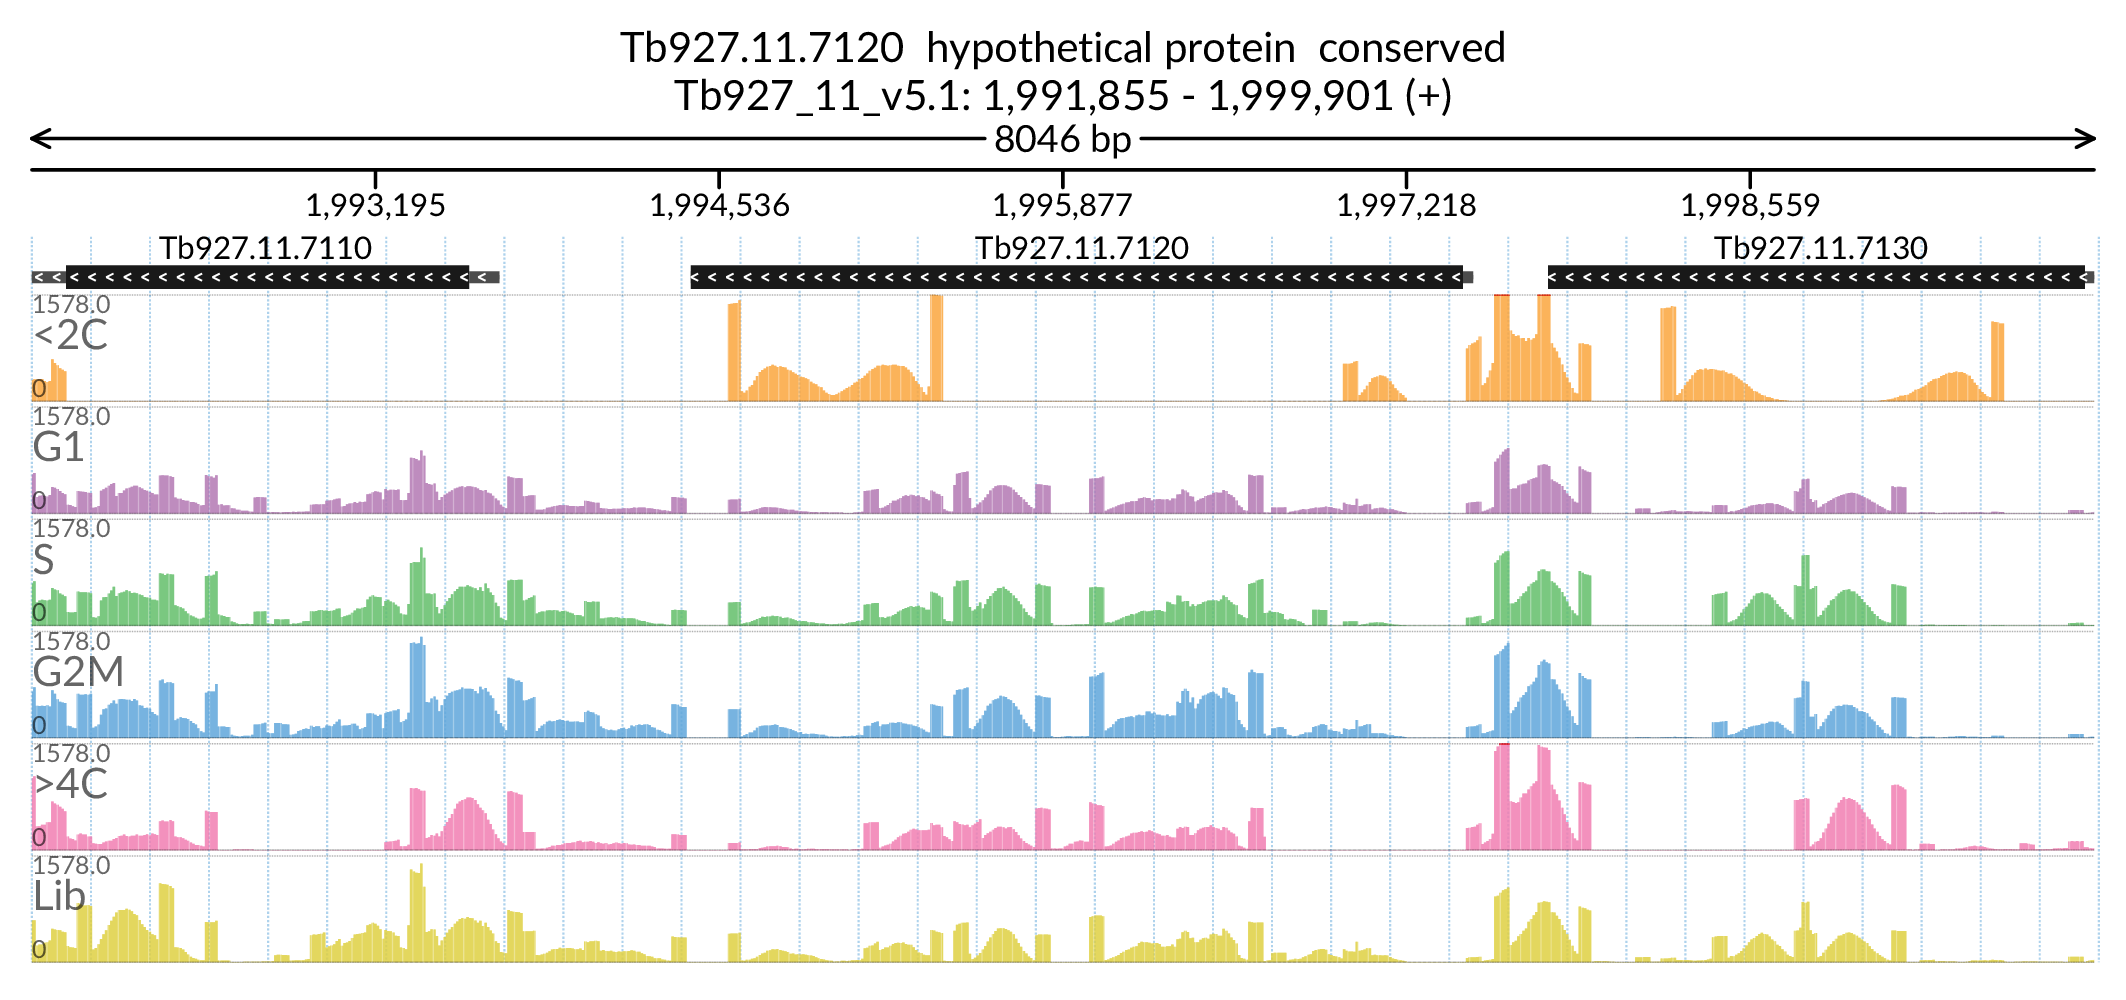 Tb927.11.7120  hypothetical protein  conserved
Tb927_11_v5.1: 1,991,855 - 1,999,901 (+)
8046 bp
1,993,195 1,994,536 1,995,877 1,997,218 1,998,559
Tb927.11.7110 Tb927.11.7120 Tb927.11.7130
1578.0
<2C
0
1578.0
G1
0
1578.0
S
0
1578.0
G2M
0
1578.0
>4C
0
1578.0
Lib
0